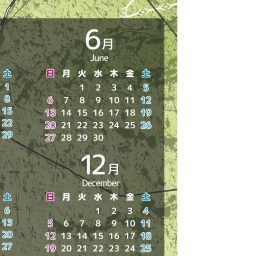 6月
June
土 日 月 火 水 木 金 土
1 1 2 3 4 5
8 6 7 8 9 10 11 12
15 13 14 15 16 17 18 19
22 20 21 22 23 24 25 26
29 27 28 29 30
12月
December
土 日 月 火 水 木 金 土
6 1 2 3 4
13 5 6 7 8 9 10 11
20 12 13 14 15 16 17 18
27 19 20 21 22 23 24 25